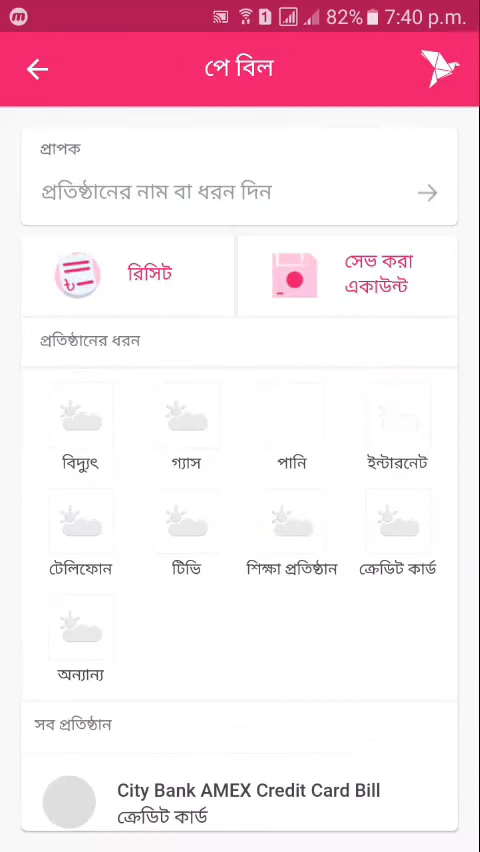 1 82% 7:40 p.m.
পে বিল
প্রাপক
প্রতিষ্ঠানের নাম বা ধরন দিন
রিসিট
সেভ করা
একাউন্ট
প্রতিষ্ঠানের ধরন
বিদ্যুৎ গ্যাস পানি ইন্টারনেট
টেলিফোন টিভি শিক্ষা প্রতিষ্ঠান ক্রেডিট কার্ড
অন্যান্য
সব প্রতিষ্ঠান
City Bank AMEX Credit Card Bill
ক্রেডিট কার্ড